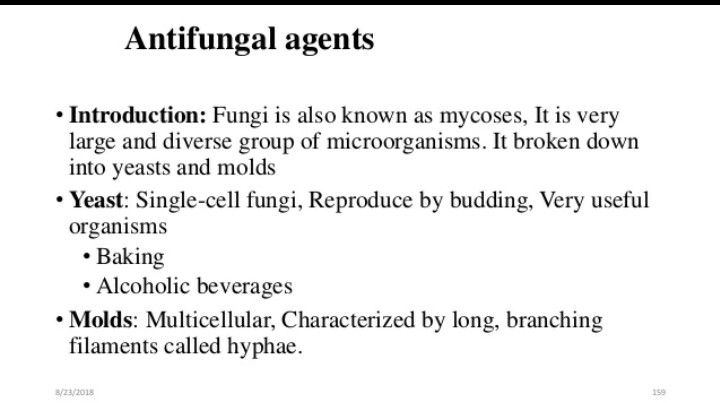 Antifungal agents
• Introduction: Fungi is also known as mycoses, It is very
large and diverse group of microorganisms. It broken down
into yeasts and molds
• Yeast: Single-cell fungi, Reproduce by budding, Very useful
organisms
• Baking
• Alcoholic beverages
• Molds: Multicellular, Characterized by long, branching
filaments called hyphae.
8/23/2018
159